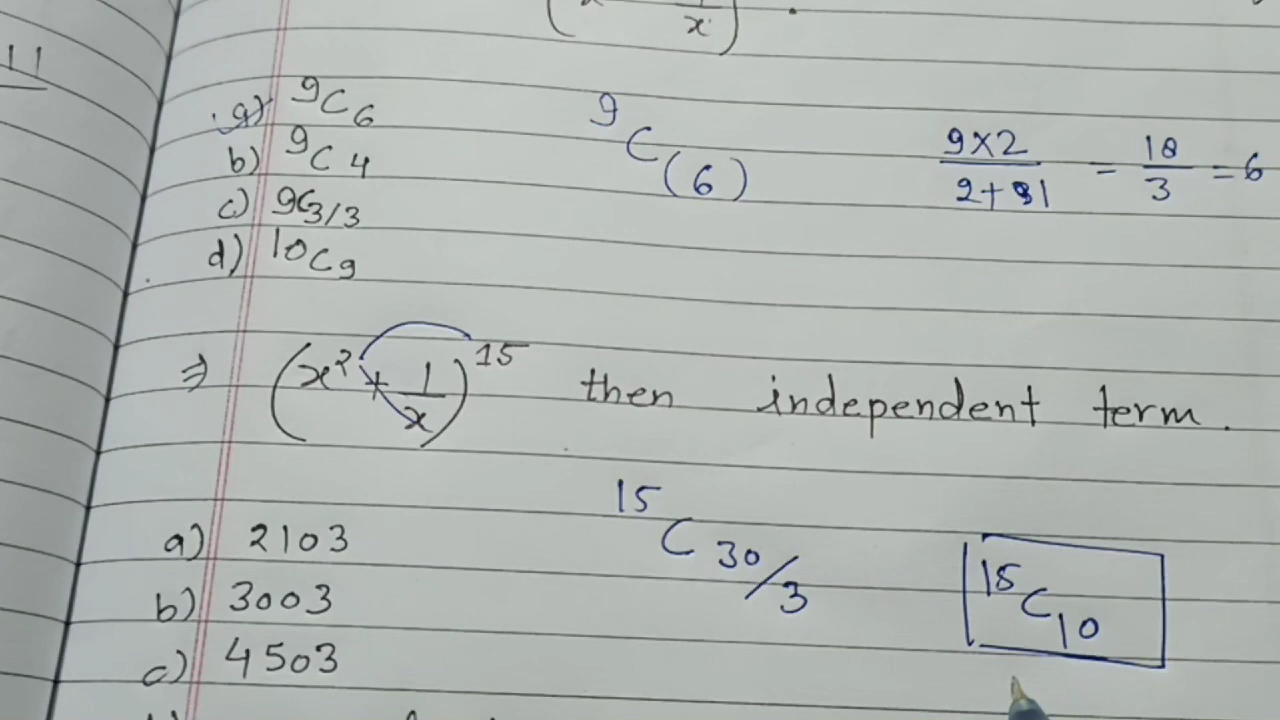 x
11
a) 9C6
b) 9C4
c) 9C3/3
d) 10C9
9C(6)
9×2/2+1 = 18/3 = 6
⇒ (x² + 1/x)15 then independent term.
a) 2103
b) 3003
c) 4503
15C30/3
15C10